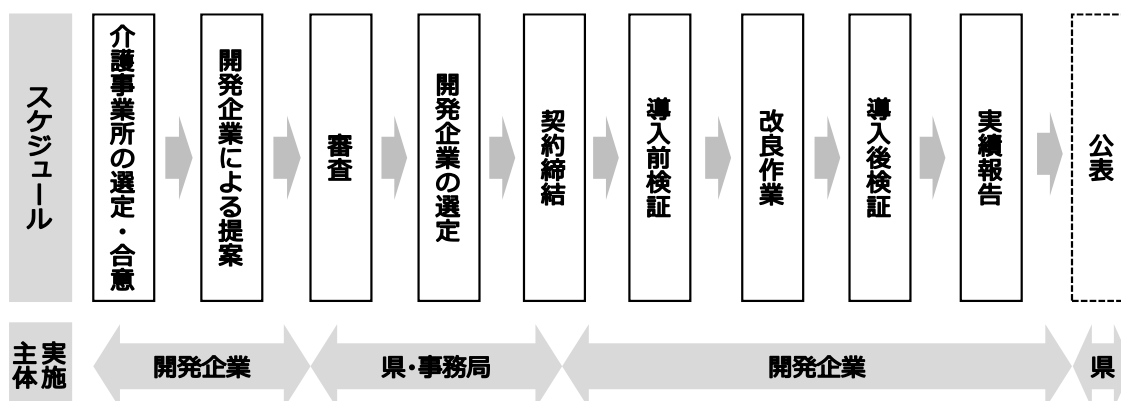 スケジュール
介護事業所の選定・合意
開発企業による提案
審査
開発企業の選定
契約締結
導入前検証
改良作業
導入後検証
実績報告
公表
実施
主体
開発企業
県・事務局
開発企業
県